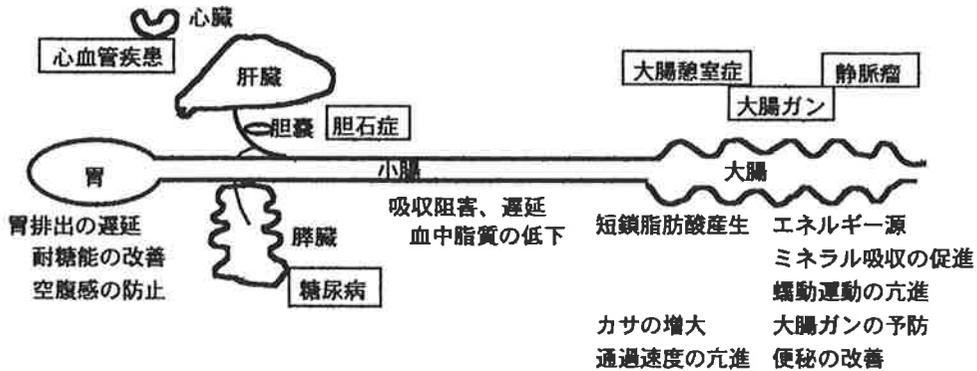 心臓
心血管疾患
肝臓
大腸憩室症
静脈瘤
大腸ガン
胆嚢
胆石症
胃
小腸
大腸
胃排出の遅延
耐糖能の改善
空腹感の防止
膵臓
糖尿病
吸収阻害、遅延
血中脂質の低下
短鎖脂肪酸産生
エネルギー源
ミネラル吸収の促進
蠕動運動の亢進
カサの増大
大腸ガンの予防
通過速度の亢進
便秘の改善